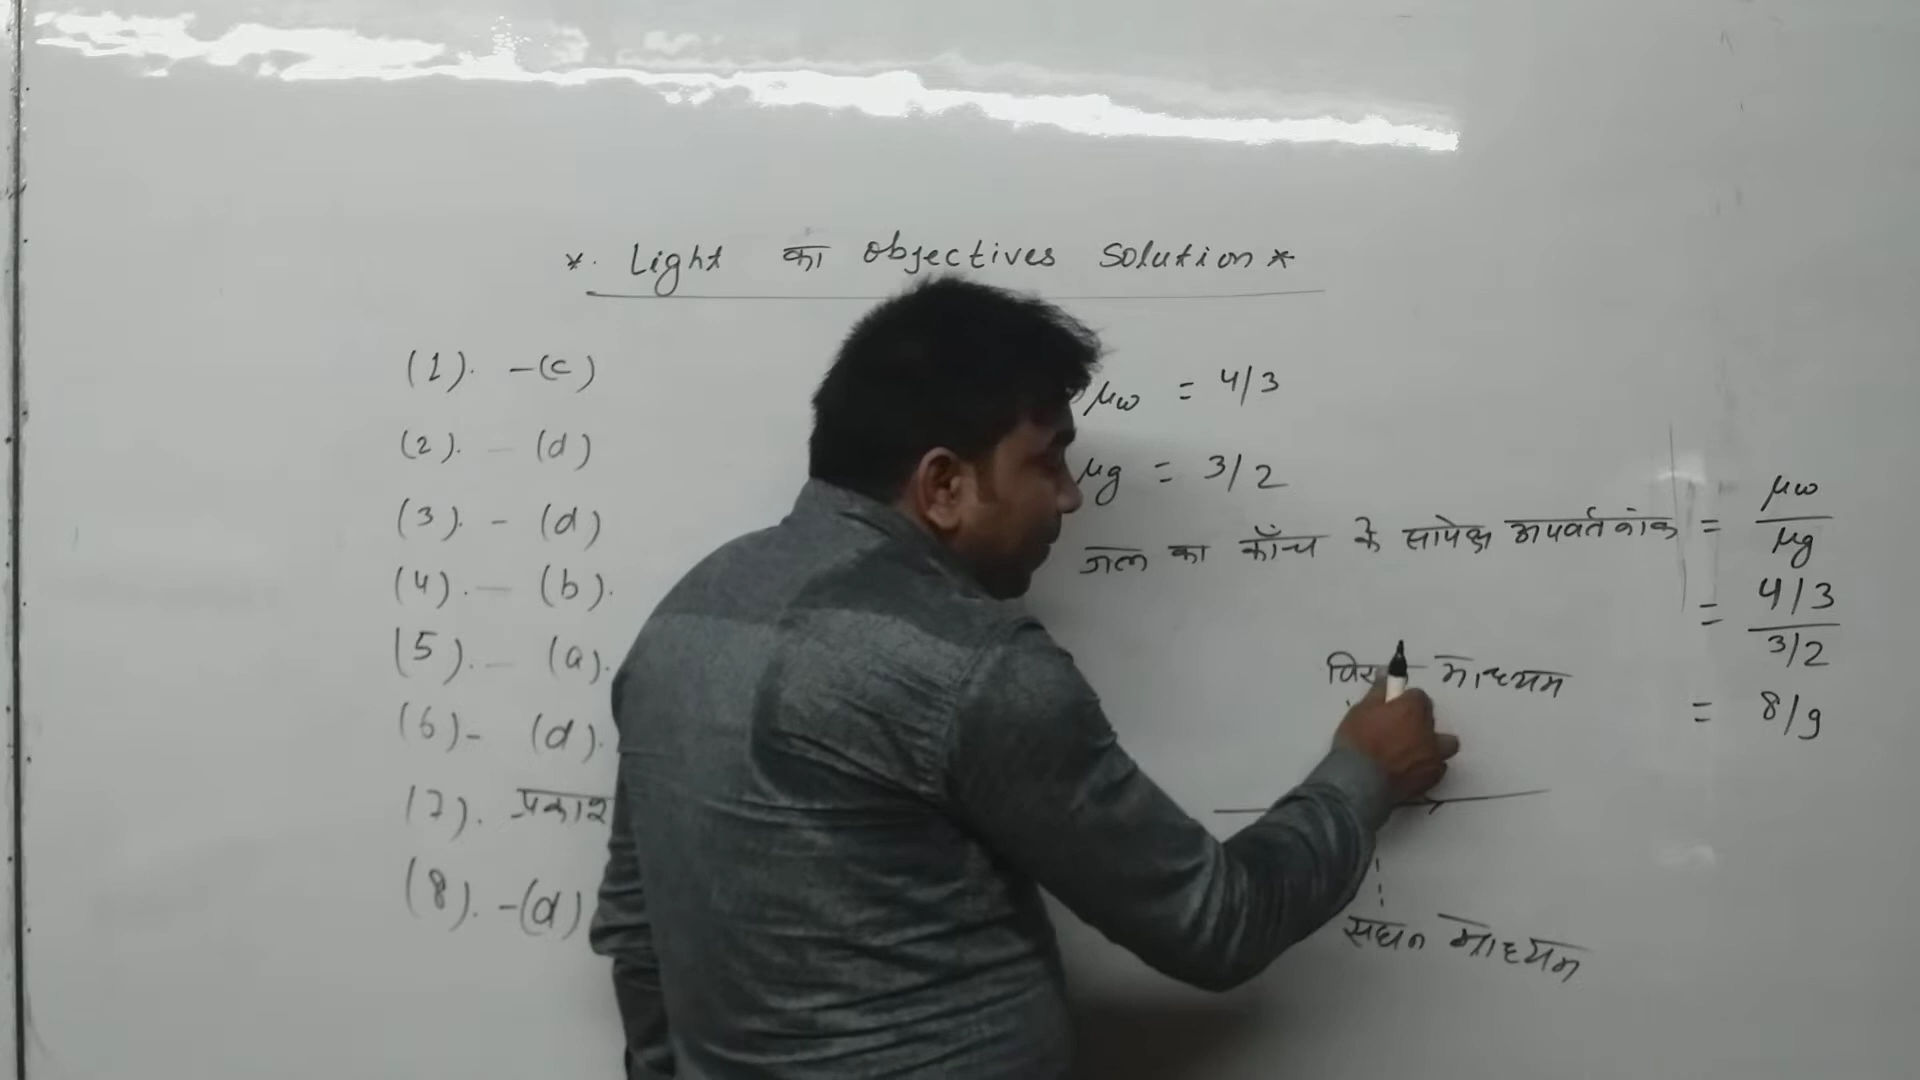 * Light का objectives solution *
(1). - (c)
(2). - (d)
(3). - (d)
(4). - (b).
(5). - (a).
(6) - (d).
(7). प्रकाश
(8). - (d)
μw = 4/3
μg = 3/2
जल का काँच के सापेक्ष अपवर्तनांक = μw / μg
= 4/3 / 3/2
= 8/9
माध्यम
सघन माध्यम